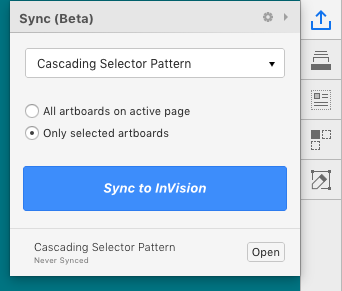 Sync (Beta)
Cascading Selector Pattern
All artboards on active page
Only selected artboards
Sync to InVision
Cascading Selector Pattern
Open
Never Synced